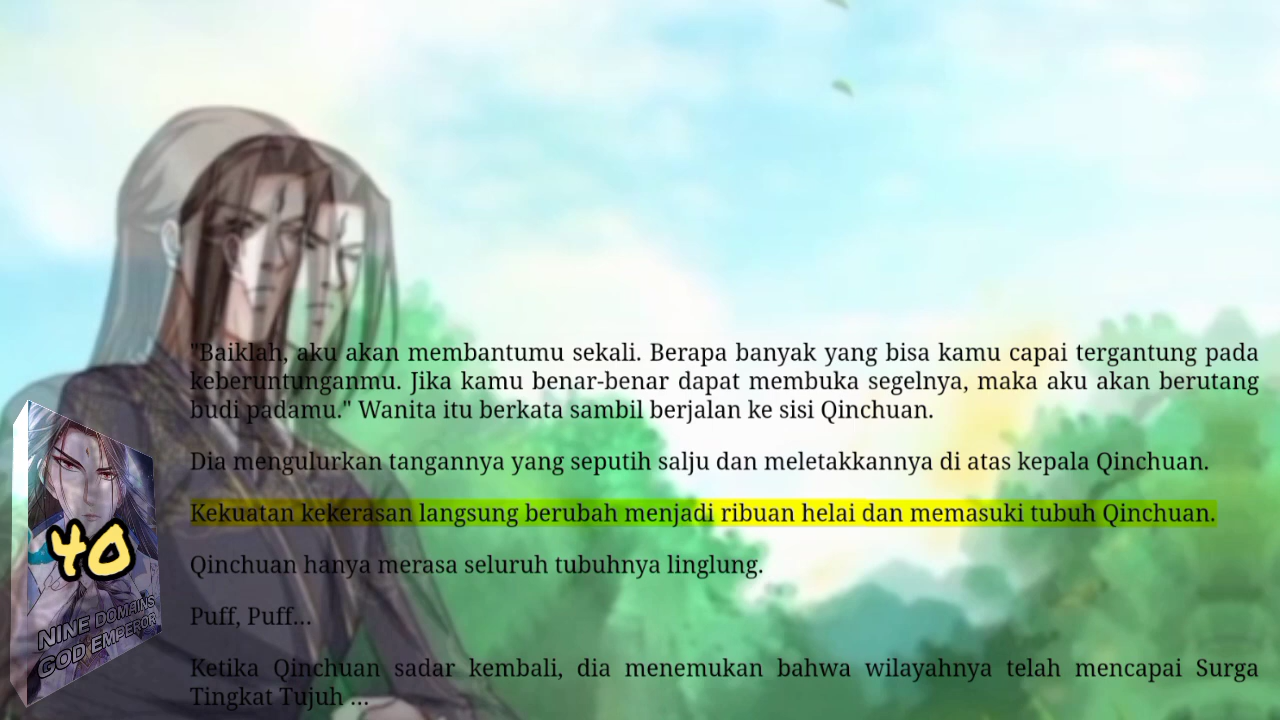 "Baiklah, aku akan membantumu sekali. Berapa banyak yang bisa kamu capai tergantung pada
keberuntunganmu. Jika kamu benar-benar dapat membuka segelnya, maka aku akan berutang
budi padamu." Wanita itu berkata sambil berjalan ke sisi Qinchuan.
Dia mengulurkan tangannya yang seputih salju dan meletakkannya di atas kepala Qinchuan.
Kekuatan kekerasan langsung berubah menjadi ribuan helai dan memasuki tubuh Qinchuan.
Qinchuan hanya merasa seluruh tubuhnya linglung.
Puff, Puff...
Ketika Qinchuan sadar kembali, dia menemukan bahwa wilayahnya telah mencapai Surga
Tingkat Tujuh ...
40
NINE DOMAINS
GOD EMPEROR